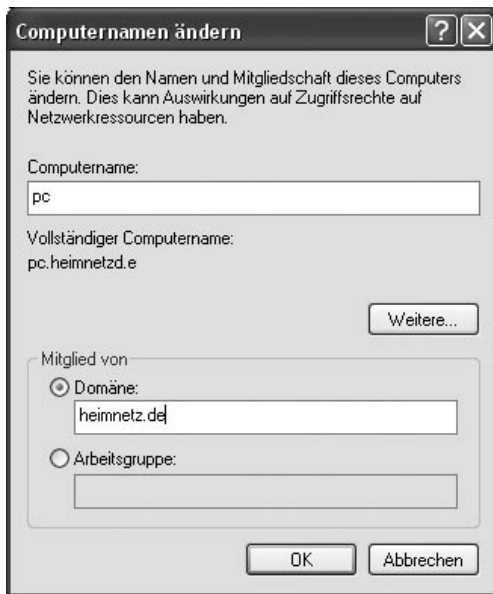 Computernamen ändern
Sie können den Namen und Mitgliedschaft dieses Computers
ändern. Dies kann Auswirkungen auf Zugriffsrechte auf
Netzwerkressourcen haben.
Computername:
pc
Vollständiger Computername:
pc.heimnetzd.e
Weitere...
Mitglied von
Domäne:
heimnetz.de
Arbeitsgruppe:
OK Abbrechen